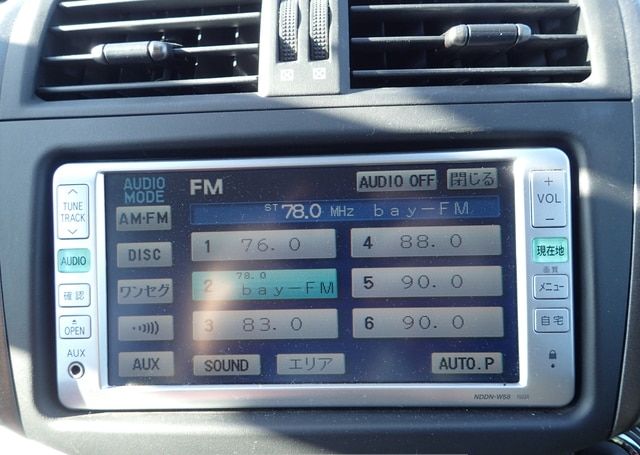 AUDIO MODE
FM
AUDIO OFF
閉じる
ST 78.0 MHz bay-FM
AM・FM
DISC
ワンセグ
AUX
1 76.0
4 88.0
78.0
2 bay-FM
5 90.0
3 83.0
6 90.0
SOUND
エリア
AUTO.P
TUNE
TRACK
AUDIO
確認
OPEN
AUX
+
VOL
-
現在地
画質
メニュー
自宅
NDDN-W58